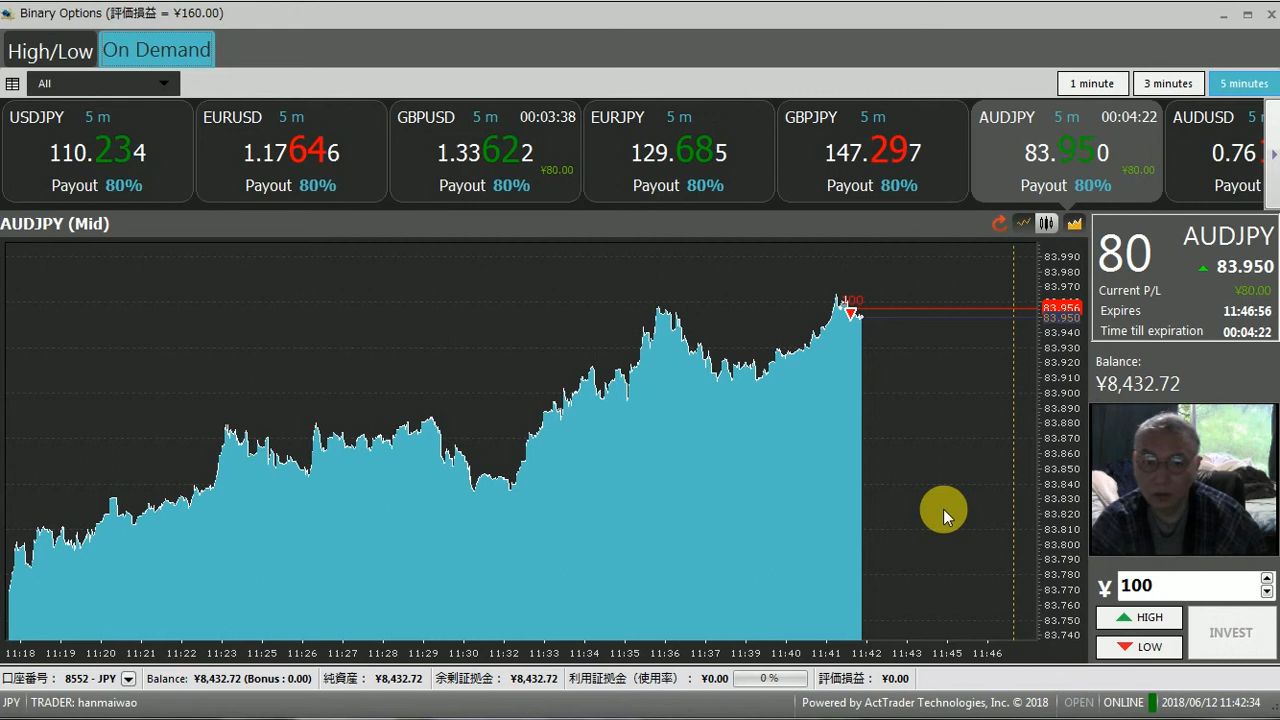 Binary Options (評価損益 = ¥160.00)
High/Low On Demand
All 1 minute 3 minutes 5 minutes
USDJPY 5 m
110.234
Payout 80%
EURUSD 5 m
1.17646
Payout 80%
GBPUSD 5 m 00:03:38
1.33622
¥80.00
Payout 80%
EURJPY 5 m
129.685
Payout 80%
GBPJPY 5 m
147.297
Payout 80%
AUDJPY 5 m 00:04:22
83.950
¥80.00
Payout 80%
AUDUSD
0.76
Payout
AUDJPY (Mid)
100
83.990
83.980
83.970
83.956
83.950
83.940
83.930
83.920
83.910
83.900
83.890
83.880
83.870
83.860
83.850
83.840
83.830
83.820
83.810
83.800
83.790
83.780
83.770
83.760
83.750
83.740
11:18 11:19 11:20 11:21 11:22 11:23 11:24 11:25 11:26 11:27 11:28 11:29 11:30 11:31 11:32 11:33 11:34 11:35 11:36 11:37 11:38 11:39 11:40 11:41 11:42 11:43 11:44 11:45 11:46
80 AUDJPY
83.950
Current P/L ¥80.00
Expires 11:46:56
Time till expiration 00:04:22
Balance:
¥8,432.72
¥ 100
HIGH
LOW
INVEST
口座番号: 8552 - JPY Balance: ¥8,432.72 (Bonus : 0.00) 純資産: ¥8,432.72 余剰証拠金: ¥8,432.72 利用証拠金（使用率）: ¥0.00 0 % 評価損益: ¥0.00
JPY TRADER: hanmaiwao Powered by ActTrader Technologies, Inc. © 2018 OPEN ONLINE 2018/06/12 11:42:34